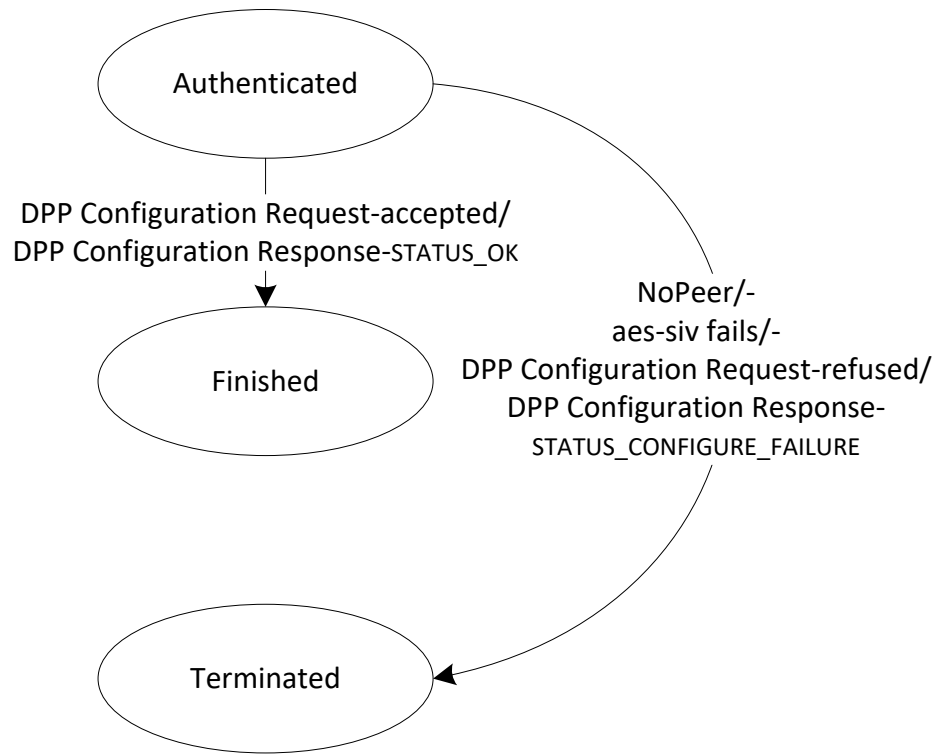 Authenticated
DPP Configuration Request-accepted/
DPP Configuration Response-STATUS_OK
Finished
NoPeer/-
aes-siv fails/-
DPP Configuration Request-refused/
DPP Configuration Response-
STATUS_CONFIGURE_FAILURE
Terminated